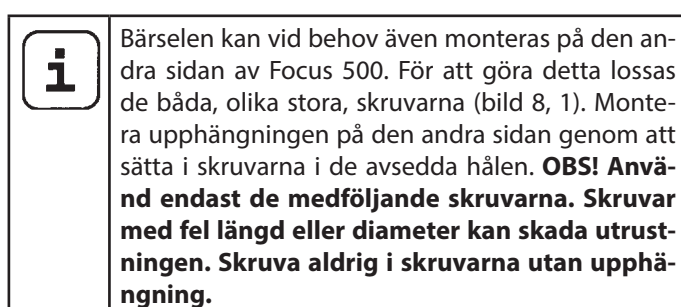 i
Bärselen kan vid behov även monteras på den an-
dra sidan av Focus 500. För att göra detta lossas
de båda, olika stora, skruvarna (bild 8, 1). Monte-
ra upphängningen på den andra sidan genom att
sätta i skruvarna i de avsedda hålen. OBS! Anvä-
nd endast de medföljande skruvarna. Skruvar
med fel längd eller diameter kan skada utrust-
ningen. Skruva aldrig i skruvarna utan upphä-
ngning.